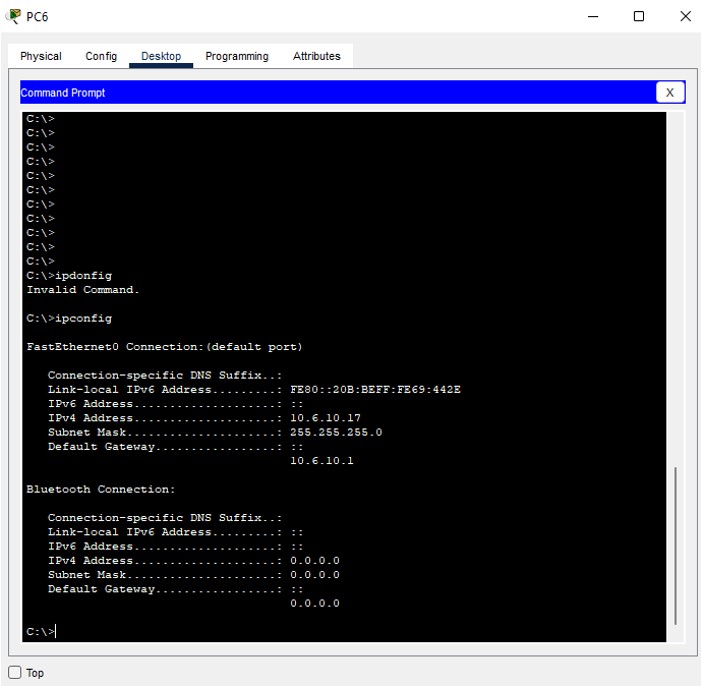 PC6
Physical Config Desktop Programming Attributes
Command Prompt
X
C:\>
C:\>
C:\>
C:\>
C:\>
C:\>
C:\>
C:\>
C:\>
C:\>
C:\>
C:\>ipdonfig
Invalid Command.
C:\>ipconfig
FastEthernet0 Connection:(default port)
Connection-specific DNS Suffix..:
Link-local IPv6 Address.........: FE80::20B:BEFF:FE69:442E
IPv6 Address....................: ::
IPv4 Address....................: 10.6.10.17
Subnet Mask.....................: 255.255.255.0
Default Gateway.................: ::
10.6.10.1
Bluetooth Connection:
Connection-specific DNS Suffix..:
Link-local IPv6 Address.........: ::
IPv6 Address....................: ::
IPv4 Address....................: 0.0.0.0
Subnet Mask.....................: 0.0.0.0
Default Gateway.................: ::
0.0.0.0
C:\>
Top